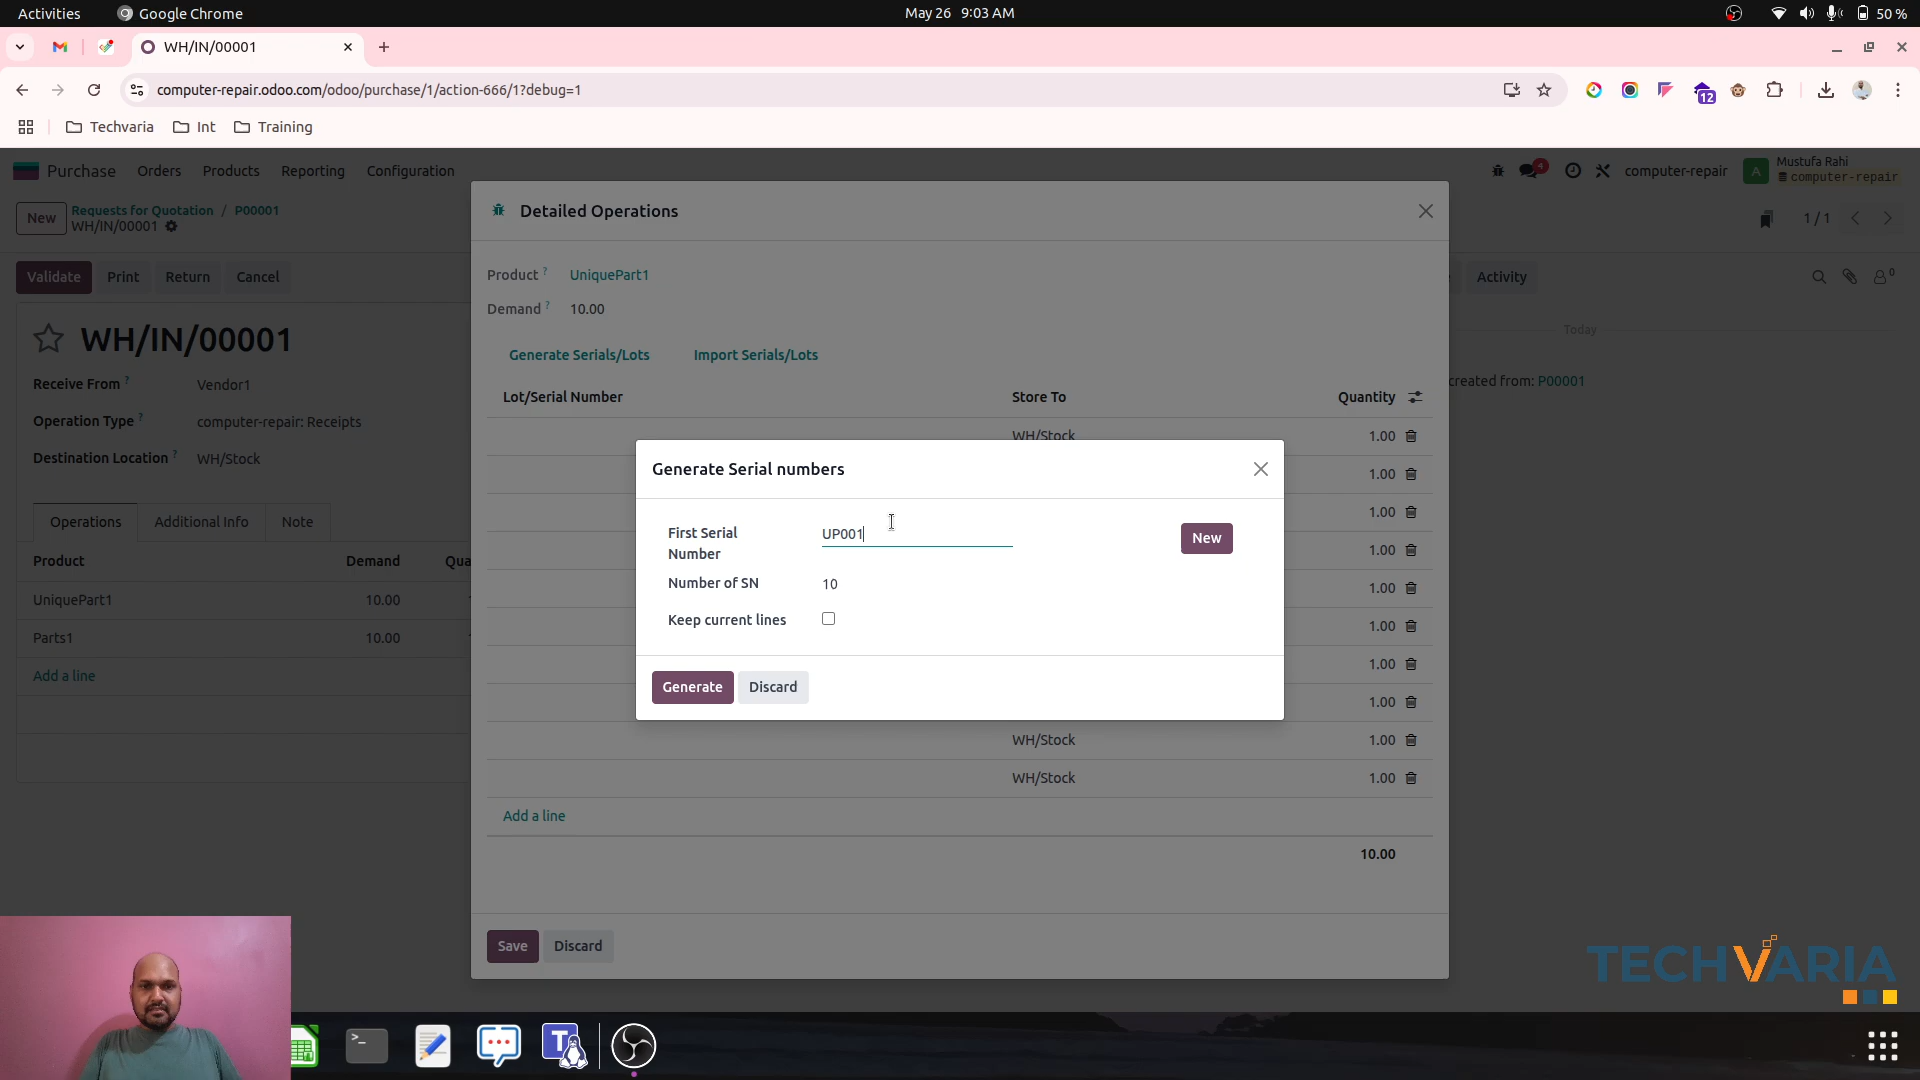 Activities
Google Chrome
May 26 9:03 AM
50 %
WH/IN/00001
computer-repair.odoo.com/odoo/purchase/1/action-666/1?debug=1
12
Techvaria
Int
Training
Purchase
Orders
Products
Reporting
Configuration
4
computer-repair
A
Mustufa Rahi
computer-repair
New
Requests for Quotation / P00001
WH/IN/00001
1 / 1
Validate
Print
Return
Cancel
Activity
0
WH/IN/00001
Today
Receive From ?
Vendor1
created from: P00001
Operation Type ?
computer-repair: Receipts
Destination Location ?
WH/Stock
Operations
Additional Info
Note
Product
Demand
Qua
UniquePart1
10.00
Parts1
10.00
Add a line
Detailed Operations
Product ?
UniquePart1
Demand ?
10.00
Generate Serials/Lots
Import Serials/Lots
Lot/Serial Number
Store To
Quantity
WH/Stock
1.00
1.00
1.00
1.00
1.00
1.00
1.00
1.00
WH/Stock
1.00
WH/Stock
1.00
Add a line
10.00
Save
Discard
Generate Serial numbers
First Serial
Number
UP001
New
Number of SN
10
Keep current lines
Generate
Discard
TECHVARIA
>_
T